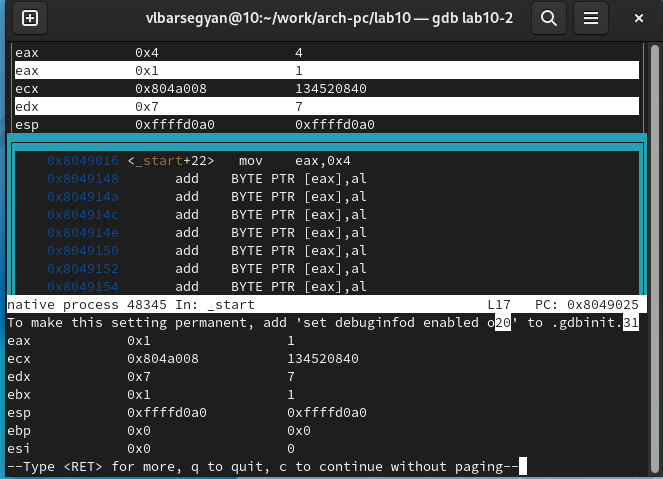 vlbarsegyan@10:~/work/arch-pc/lab10 — gdb lab10-2
eax 0x4 4
eax 0x1 1
ecx 0x804a008 134520840
edx 0x7 7
esp 0xffffd0a0 0xffffd0a0
0x8049016 <_start+22> mov eax,0x4
0x8049148 add BYTE PTR [eax],al
0x804914a add BYTE PTR [eax],al
0x804914c add BYTE PTR [eax],al
0x804914e add BYTE PTR [eax],al
0x8049150 add BYTE PTR [eax],al
0x8049152 add BYTE PTR [eax],al
0x8049154 add BYTE PTR [eax],al
native process 48345 In: _start L17 PC: 0x8049025
To make this setting permanent, add 'set debuginfod enabled o20' to .gdbinit.31
eax 0x1 1
ecx 0x804a008 134520840
edx 0x7 7
ebx 0x1 1
esp 0xffffd0a0 0xffffd0a0
ebp 0x0 0x0
esi 0x0 0
--Type <RET> for more, q to quit, c to continue without paging--